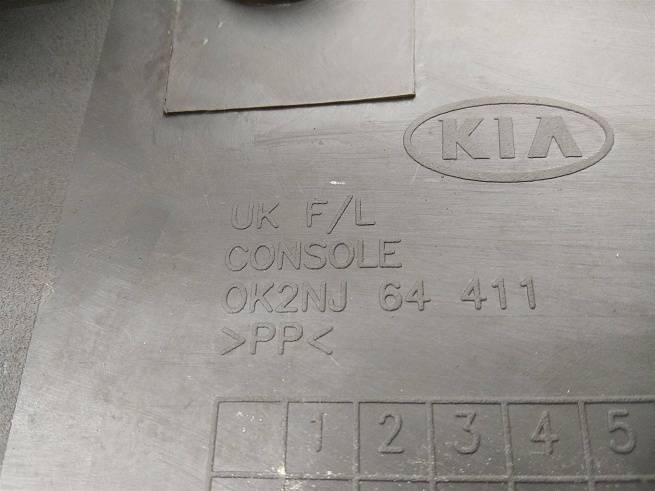 KIA
UK F/L
CONSOLE
0K2NJ 64 411
>PP<
1 2 3 4 5